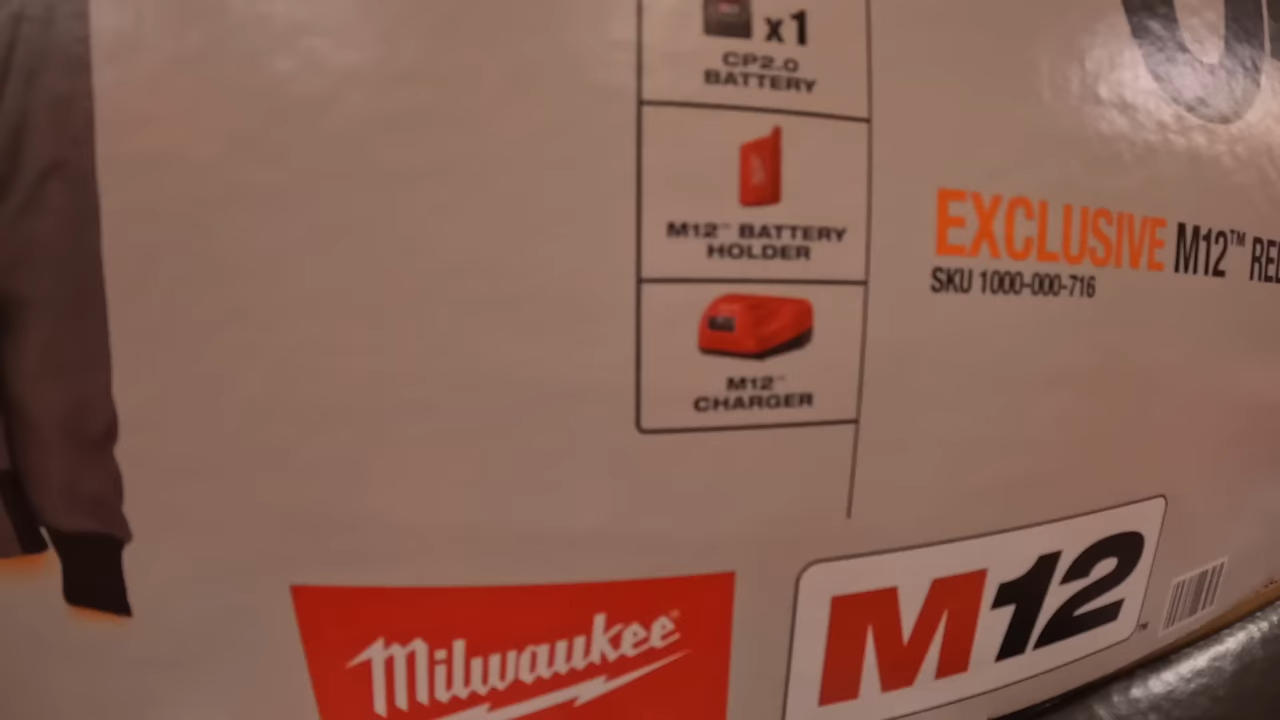 x1
CP2.0
BATTERY
M12™ BATTERY
HOLDER
M12™
CHARGER
EXCLUSIVE M12™
SKU 1000-000-716
Milwaukee
M12™